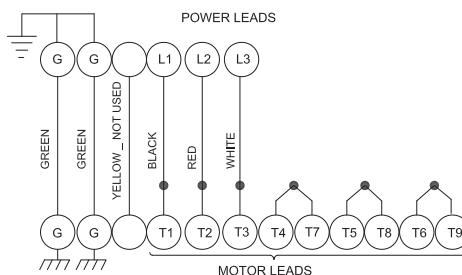 POWER LEADS
G G L1 L2 L3
GREEN
GREEN
YELLOW _ NOT USED
BLACK
RED
WHITE
G G T1 T2 T3 T4 T7 T5 T8 T6 T9
MOTOR LEADS